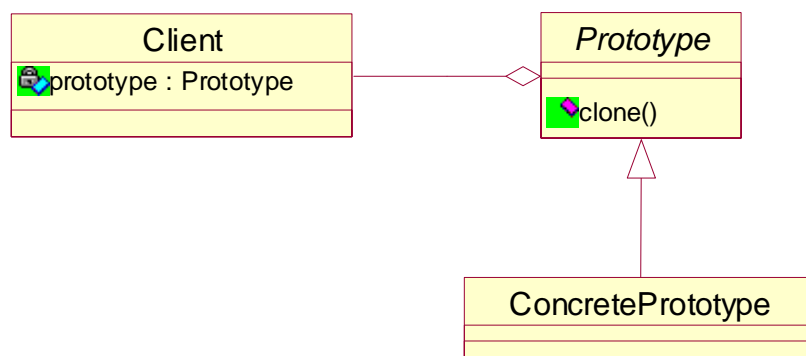 Client
prototype : Prototype
Prototype
clone()
ConcretePrototype